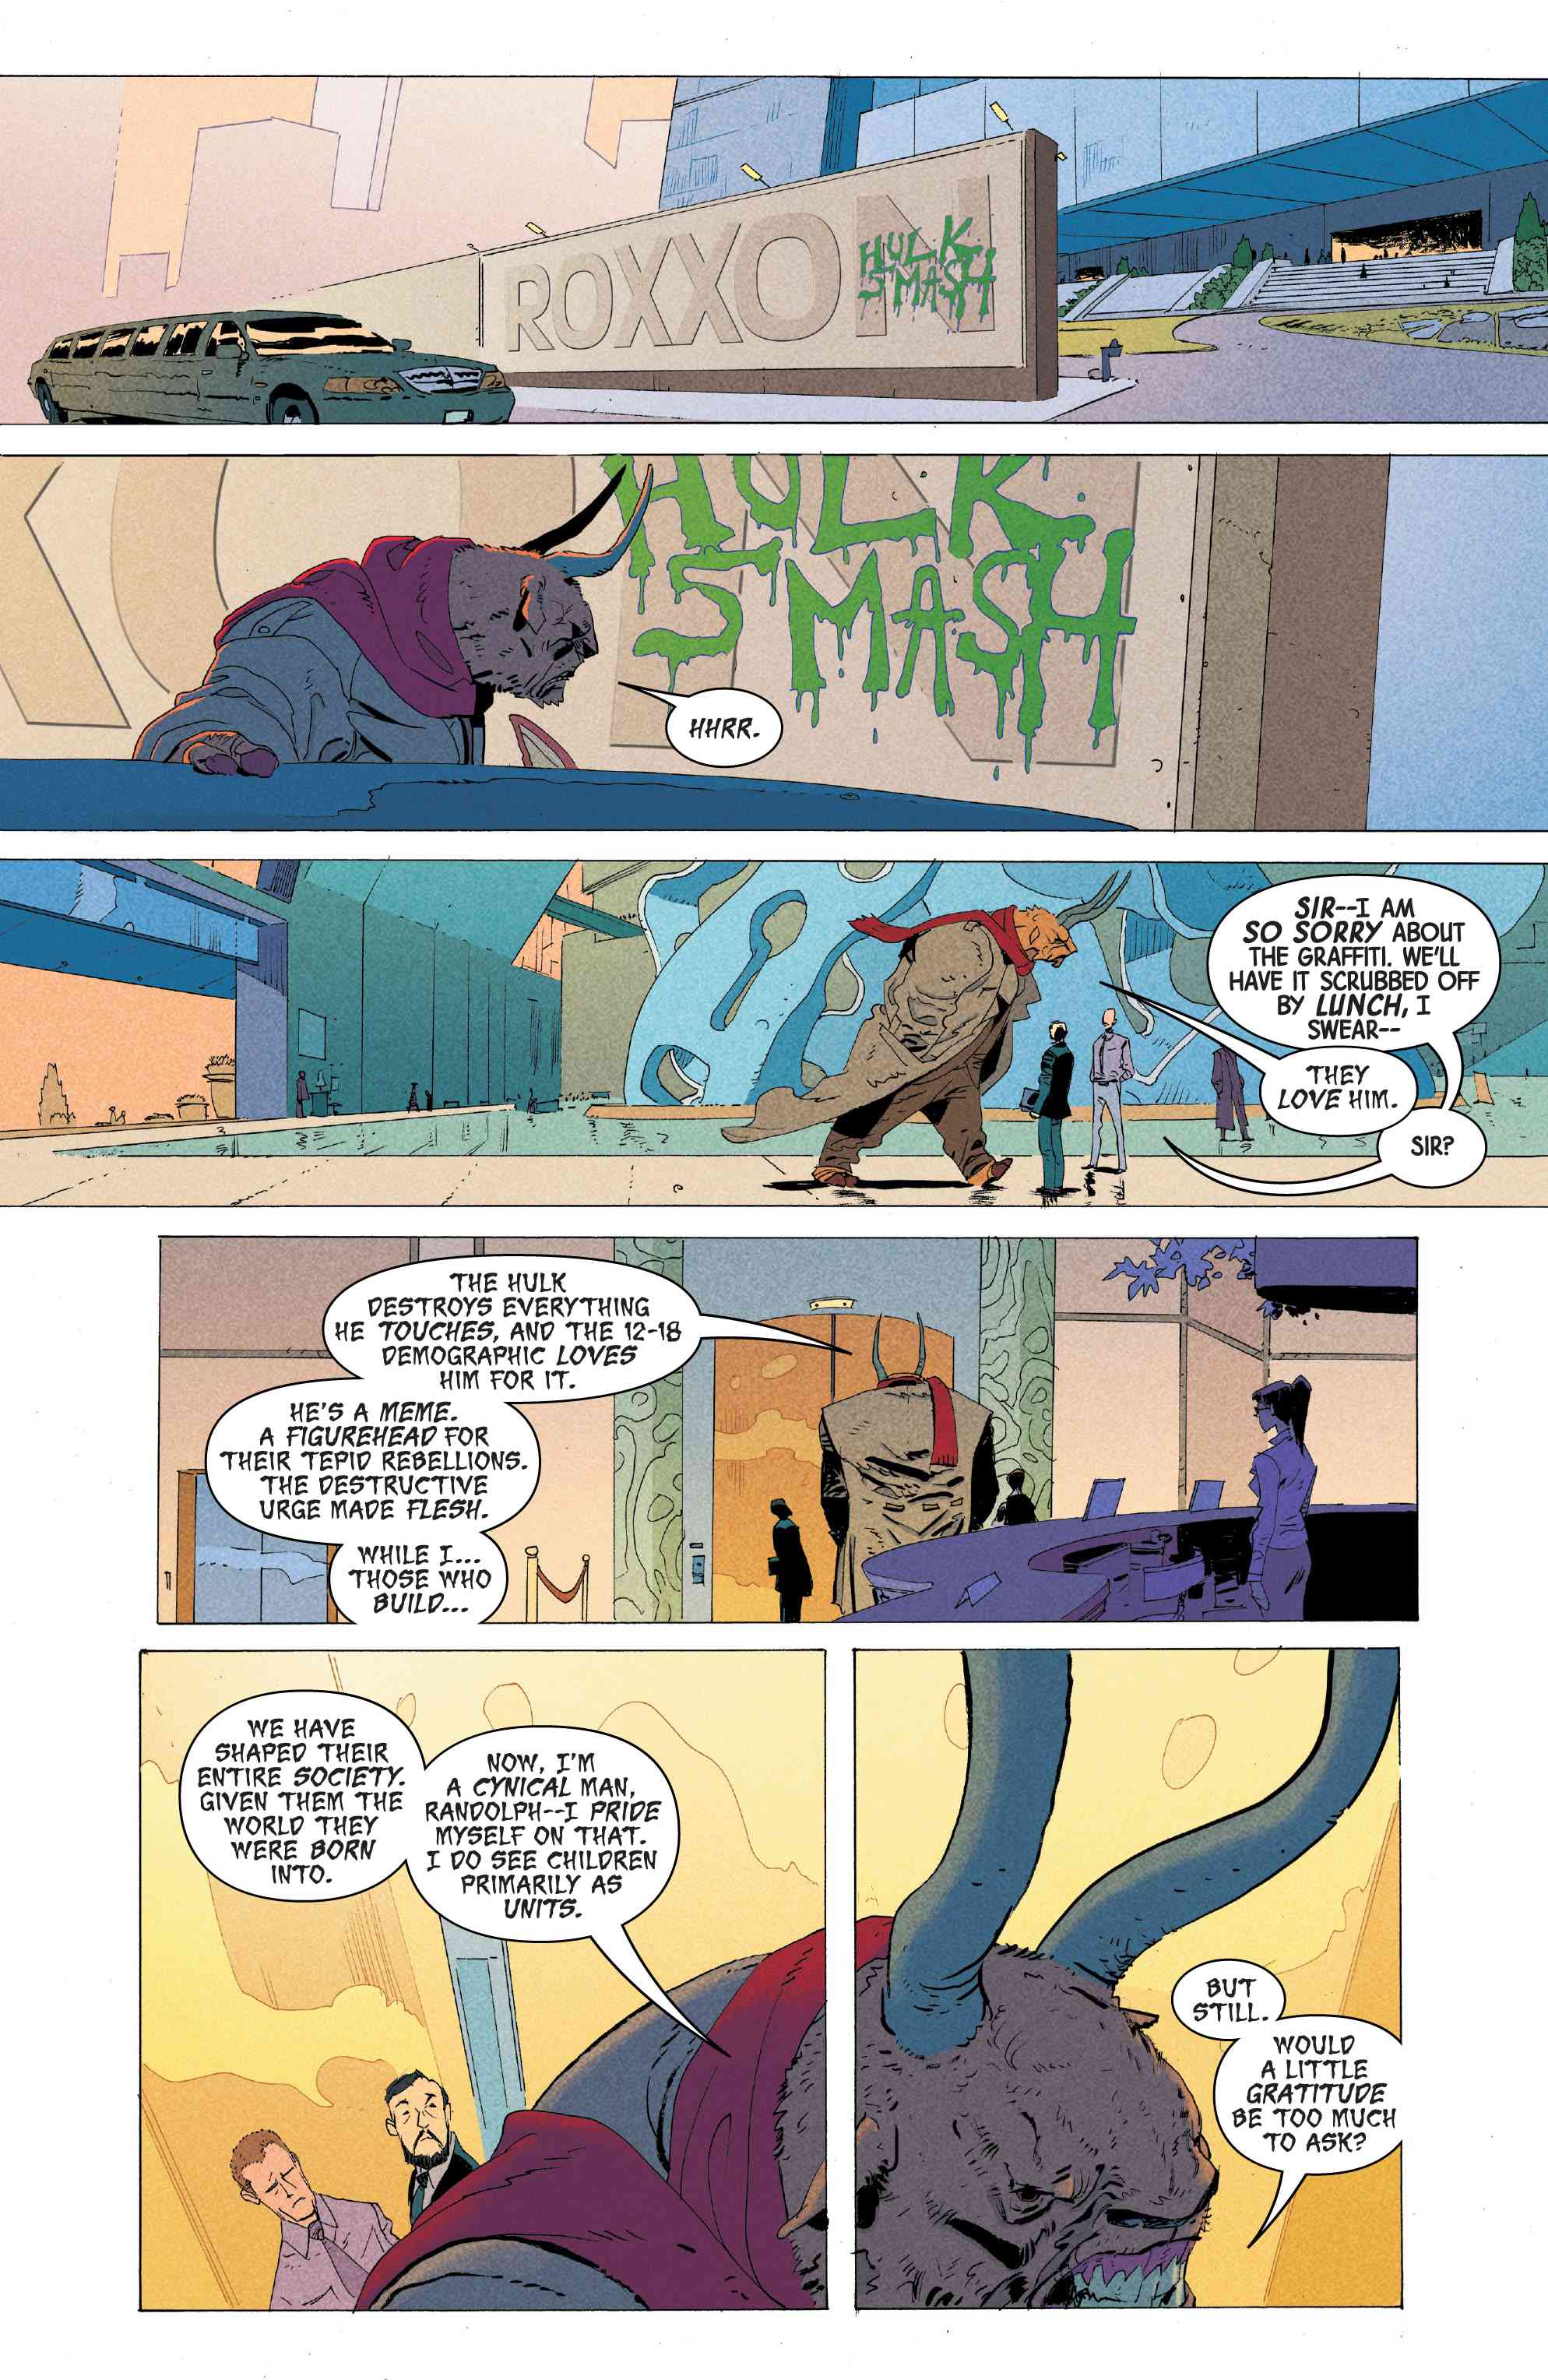 ROXXON
HULK
SMASH
HULK
SMASH
HHRR.
SIR--I AM
SO SORRY ABOUT
THE GRAFFITI. WE'LL
HAVE IT SCRUBBED OFF
BY LUNCH, I
SWEAR--
THEY
LOVE HIM.
SIR?
THE HULK
DESTROYS EVERYTHING
HE TOUCHES, AND THE 12-18
DEMOGRAPHIC LOVES
HIM FOR IT.
HE'S A MEME.
A FIGUREHEAD FOR
THEIR TEPID REBELLIONS.
THE DESTRUCTIVE
URGE MADE FLESH.
WHILE I...
THOSE WHO
BUILD...
WE HAVE
SHAPED THEIR
ENTIRE SOCIETY.
GIVEN THEM THE
WORLD THEY
WERE BORN
INTO.
NOW, I'M
A CYNICAL MAN,
RANDOLPH--I PRIDE
MYSELF ON THAT.
I DO SEE CHILDREN
PRIMARILY AS
UNITS.
BUT
STILL.
WOULD
A LITTLE
GRATITUDE
BE TOO MUCH
TO ASK?